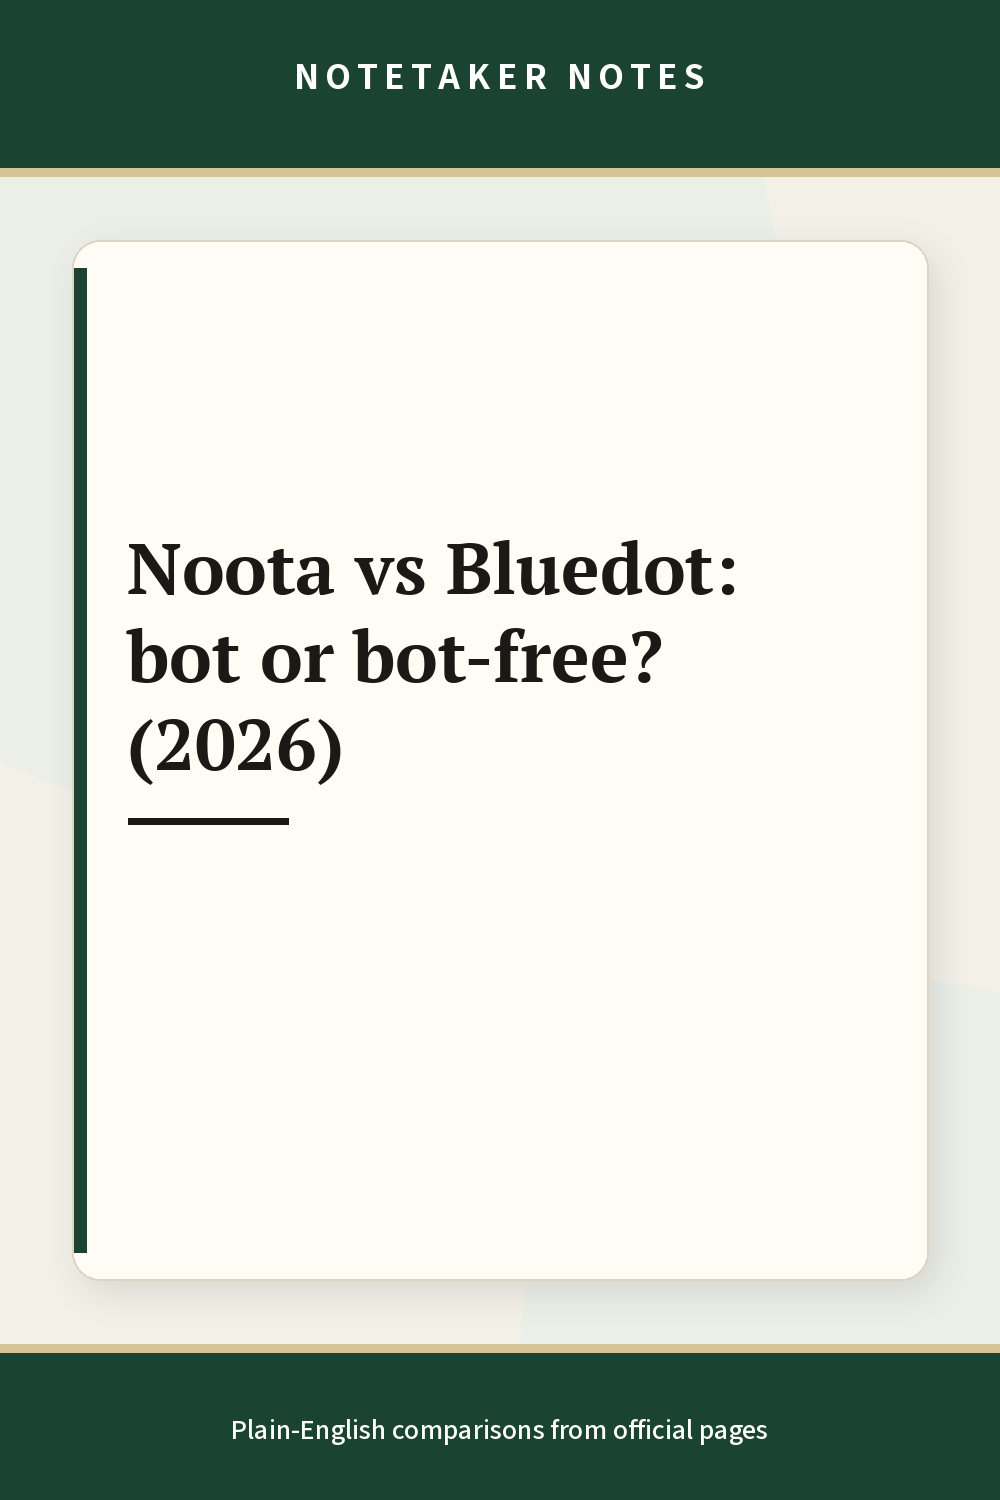 NOTETAKER NOTES
Noota vs Bluedot:
bot or bot-free?
(2026)
Plain-English comparisons from official pages